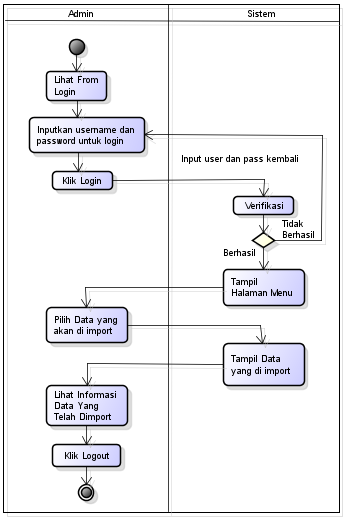 Admin
Sistem
Lihat From
Login
Inputkan username dan
password untuk login
Input user dan pass kembali
Klik Login
Verifikasi
Tidak
Berhasil
Berhasil
Tampil
Halaman Menu
Pilih Data yang
akan di import
Tampil Data
yang di import
Lihat Informasi
Data Yang
Telah Dimport
Klik Logout